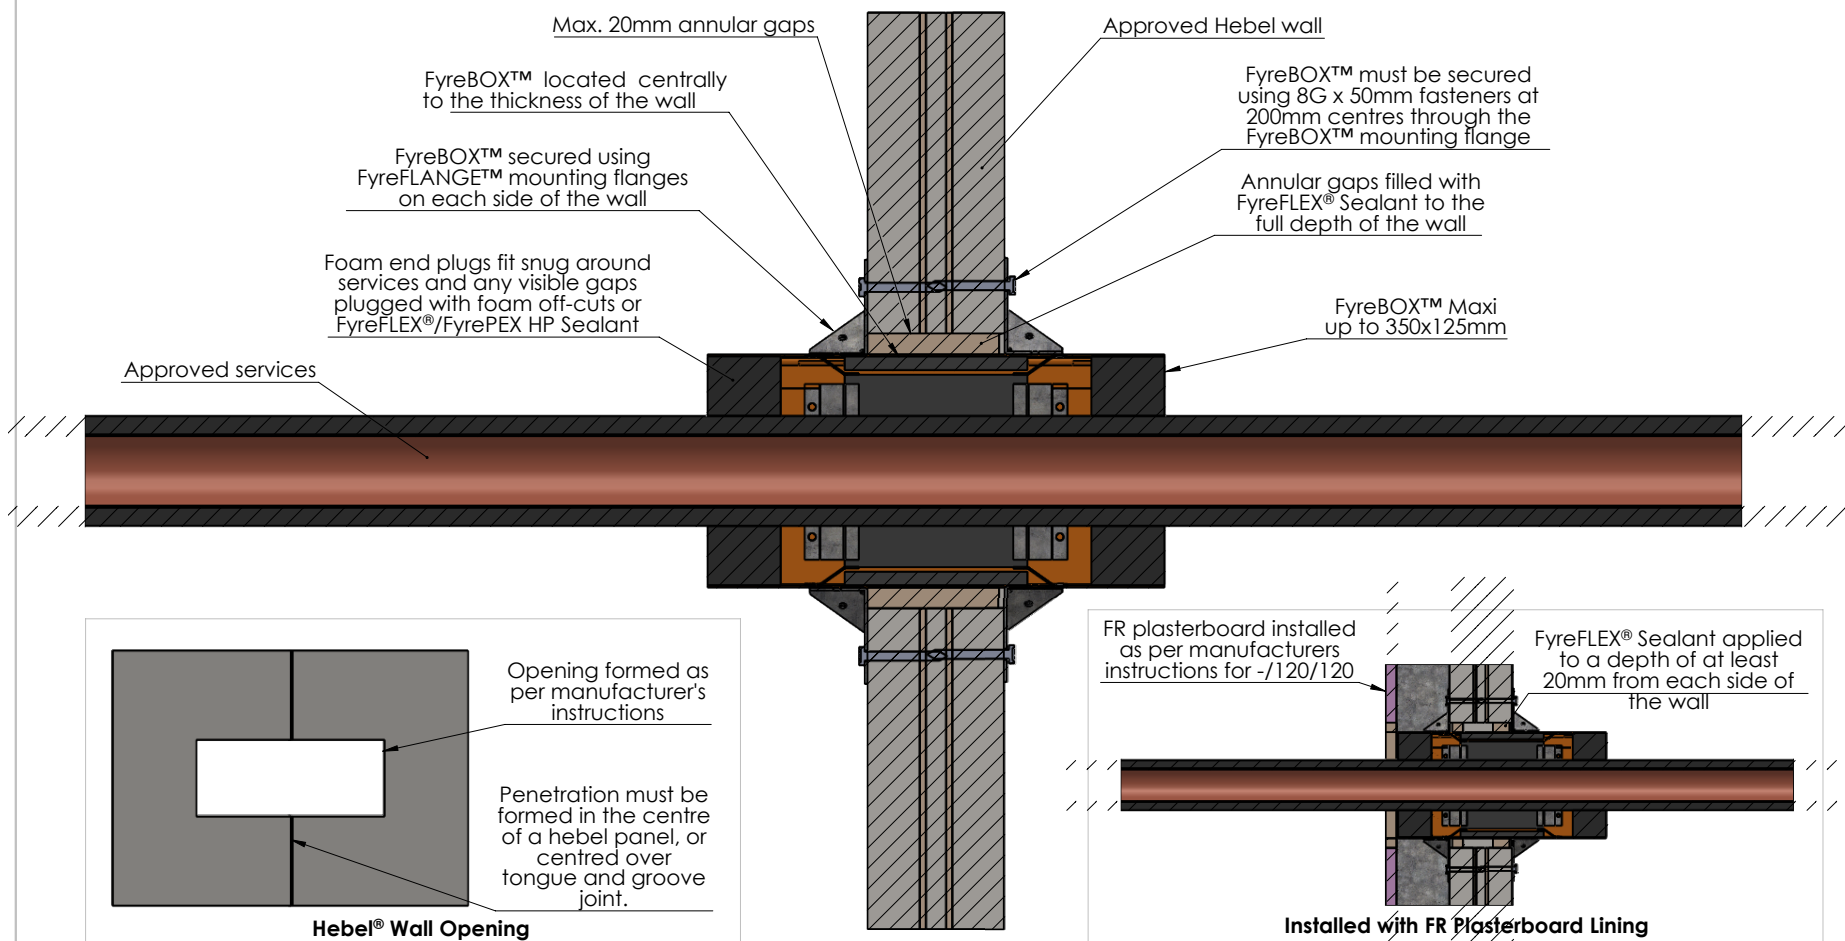 Max. 20mm annular gaps
FyreBOX™ located centrally
to the thickness of the wall
FyreBOX™ secured using
FyreFLANGE™ mounting flanges
on each side of the wall
Foam end plugs fit snug around
services and any visible gaps
plugged with foam off-cuts or
FyreFLEX®/FyrePEX HP Sealant
Approved services
Approved Hebel wall
FyreBOX™ must be secured
using 8G x 50mm fasteners at
200mm centres through the
FyreBOX™ mounting flange
Annular gaps filled with
FyreFLEX® Sealant to the
full depth of the wall
FyreBOX™ Maxi
up to 350x125mm
Opening formed as
per manufacturer's
instructions
Penetration must be
formed in the centre
of a hebel panel, or
centred over
tongue and groove
joint.
Hebel® Wall Opening
FR plasterboard installed
as per manufacturers
instructions for -/120/120
FyreFLEX® Sealant applied
to a depth of at least
20mm from each side of
the wall
Installed with FR Plasterboard Lining